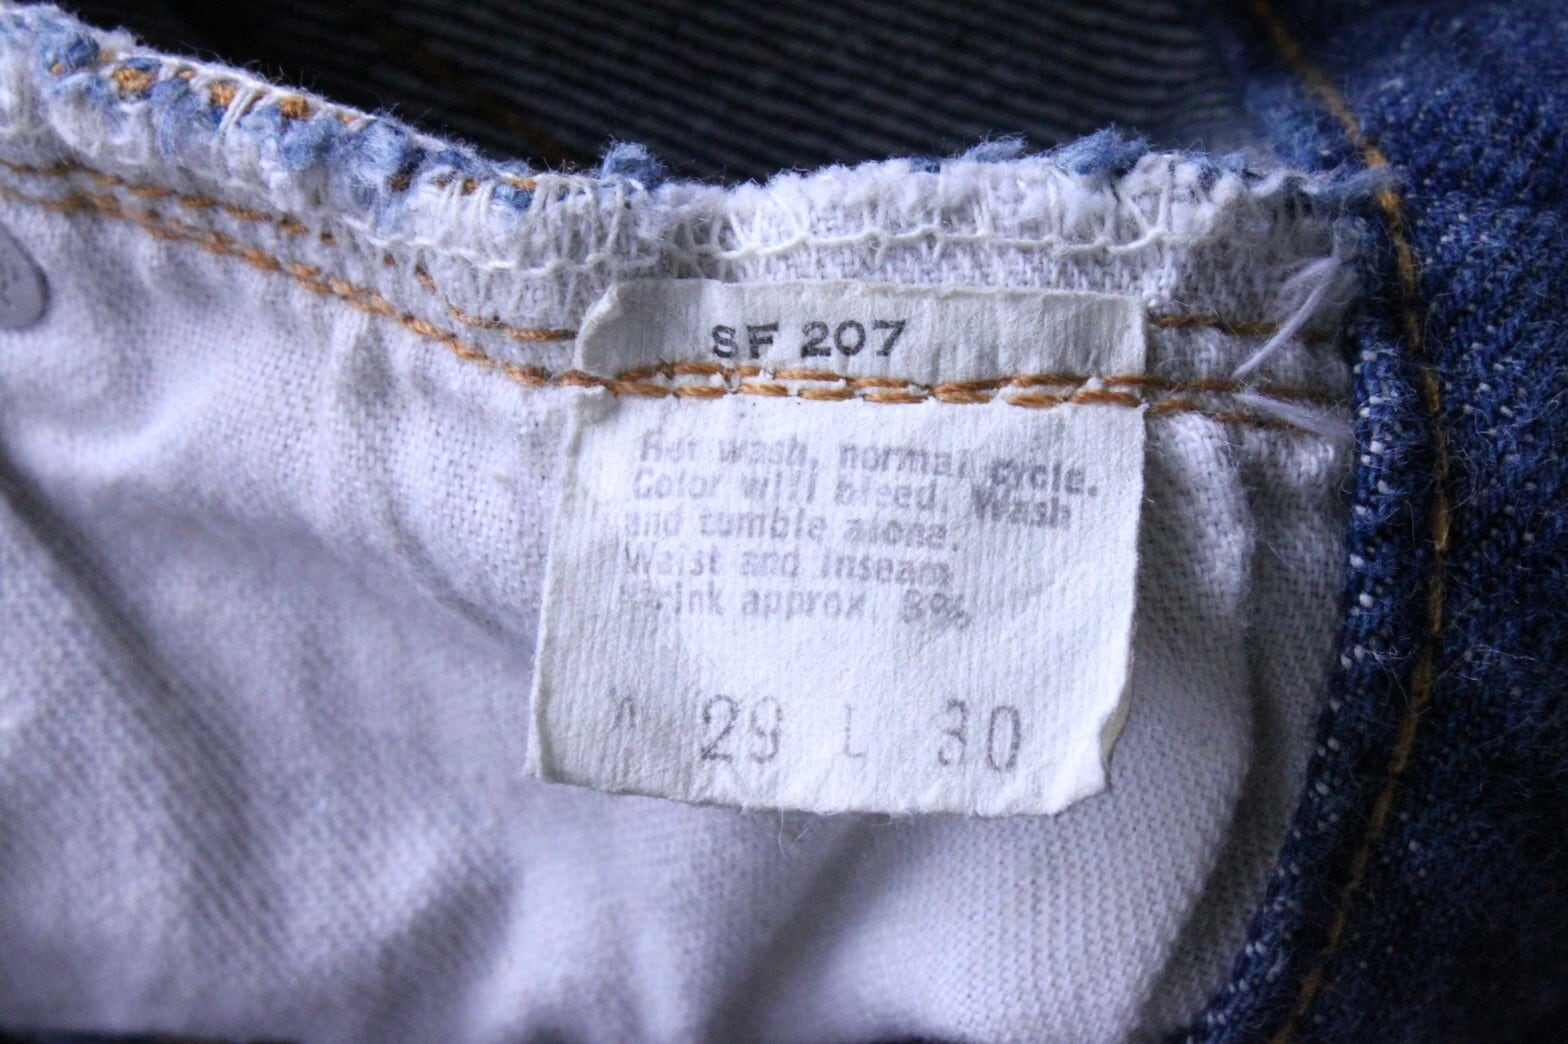 SF 207
Hot wash, normal cycle.
Color will bleed, Wash
and tumble alone.
Waist and inseam
shrink approx 8%
29 L 30